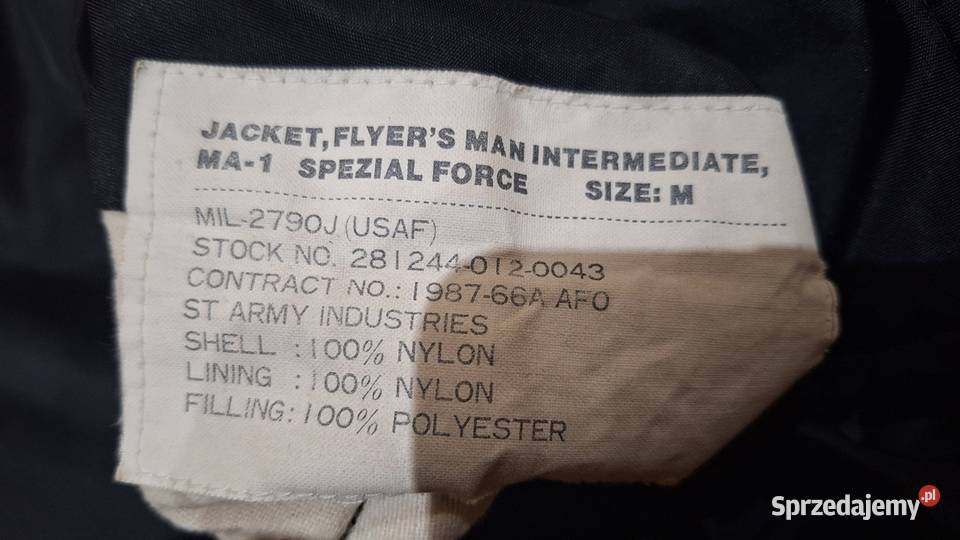 JACKET, FLYER'S MAN INTERMEDIATE,
MA-1 SPEZIAL FORCE SIZE: M
MIL-2790J (USAF)
STOCK NO. 281244-012-0043
CONTRACT NO.: 1987-66A AFO
ST ARMY INDUSTRIES
SHELL : 100% NYLON
LINING : 100% NYLON
FILLING: 100% POLYESTER
Sprzedajemy .pl